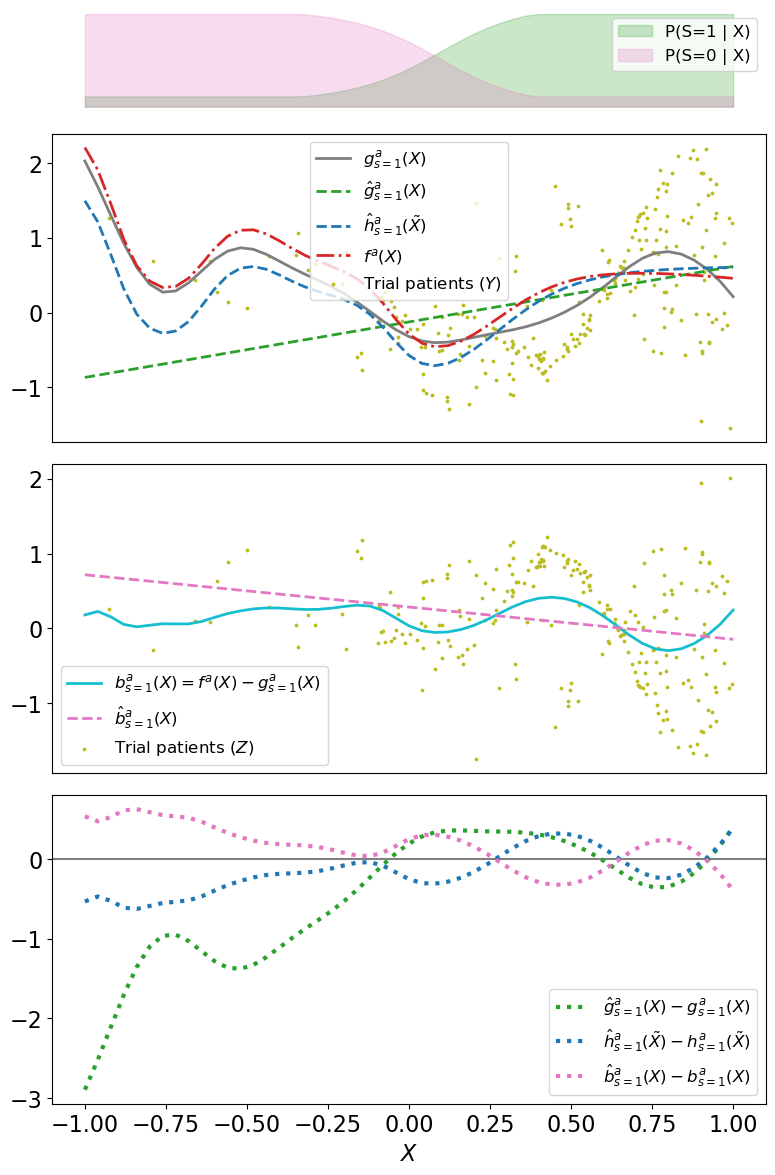 P(S=1 | X)
P(S=0 | X)
2
1
0
−1
g^a_{s=1}(X)
ĝ^a_{s=1}(X)
ĥ^a_{s=1}(X̃)
f^a(X)
Trial patients (Y)
2
1
0
−1
b^a_{s=1}(X) = f^a(X) − g^a_{s=1}(X)
b̂^a_{s=1}(X)
Trial patients (Z)
0
−1
−2
−3
ĝ^a_{s=1}(X) − g^a_{s=1}(X)
ĥ^a_{s=1}(X̃) − h^a_{s=1}(X̃)
b̂^a_{s=1}(X) − b^a_{s=1}(X)
−1.00 −0.75 −0.50 −0.25 0.00 0.25 0.50 0.75 1.00
X